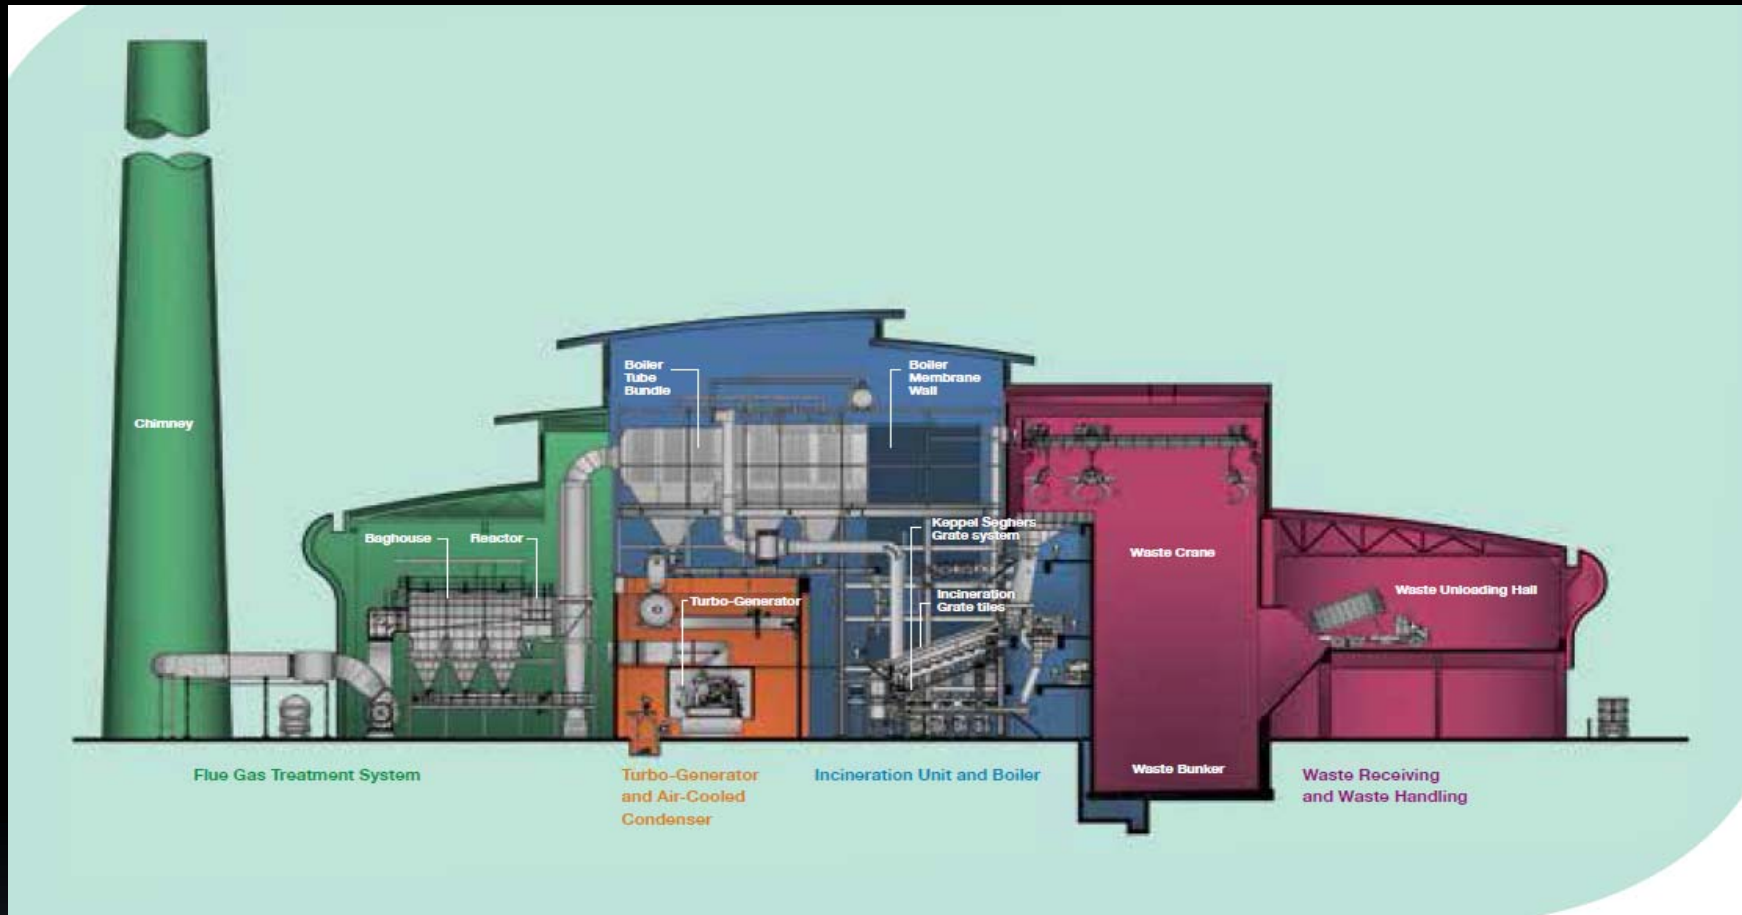 Boiler
Tube
Bundle
Boiler
Membrane
Wall
Chimney
Keppel Seghers
Grate system
Baghouse
Reactor
Waste Crane
Waste Unloading Hall
Turbo-Generator
Incineration
Grate tiles
Waste Bunker
Flue Gas Treatment System
Turbo-Generator
and Air-Cooled
Condenser
Incineration Unit and Boiler
Waste Receiving
and Waste Handling